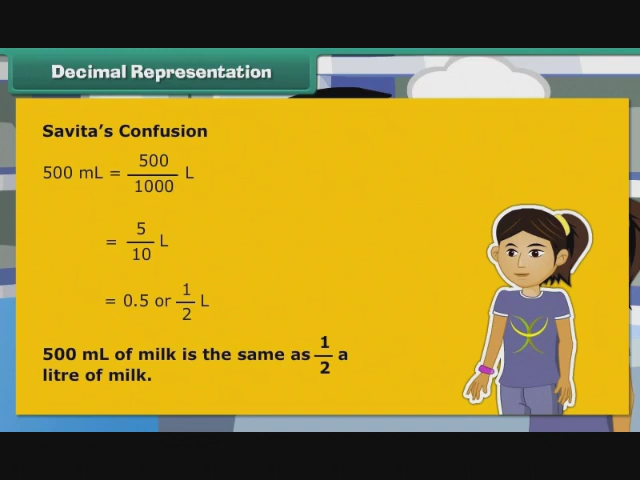 Decimal Representation
Savita's Confusion
500 mL = 500/1000 L
= 5/10 L
= 0.5 or 1/2 L
500 mL of milk is the same as 1/2 a
litre of milk.